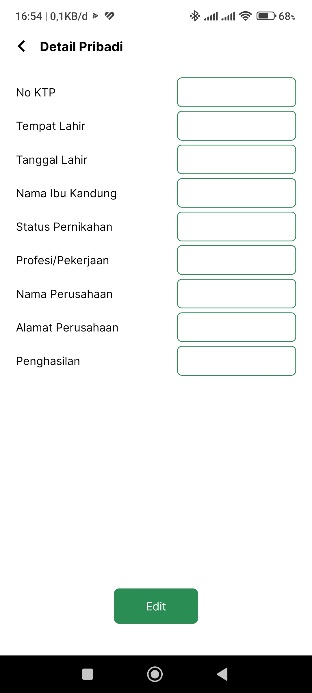 16:54 | 0,1KB/d
68%
Detail Pribadi
No KTP
Tempat Lahir
Tanggal Lahir
Nama Ibu Kandung
Status Pernikahan
Profesi/Pekerjaan
Nama Perusahaan
Alamat Perusahaan
Penghasilan
Edit